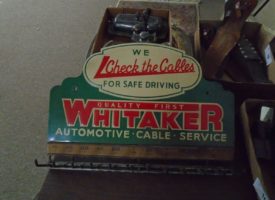 WE
Check the Cables
FOR SAFE DRIVING
QUALITY FIRST
WHITAKER
AUTOMOTIVE · CABLE · SERVICE